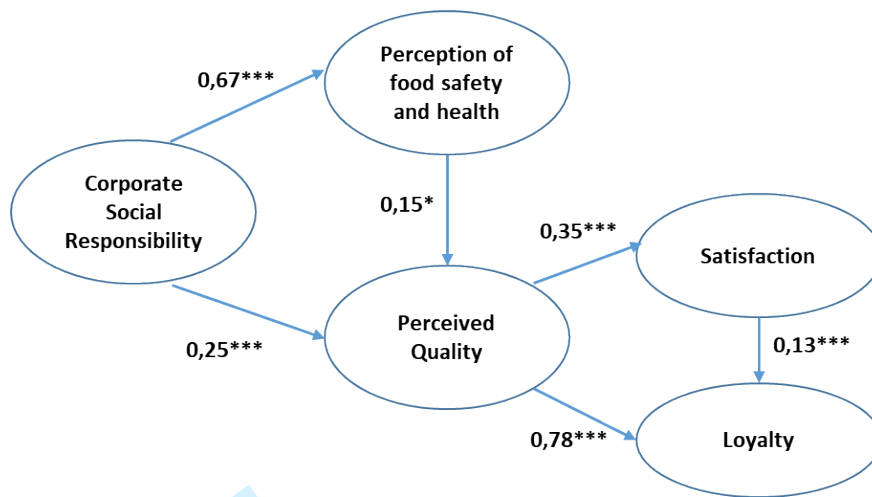 Perception of
food safety
and health
0,67***
Corporate
Social
Responsibility
0,15*
0,35***
Satisfaction
0,25***
Perceived
Quality
0,13***
0,78***
Loyalty